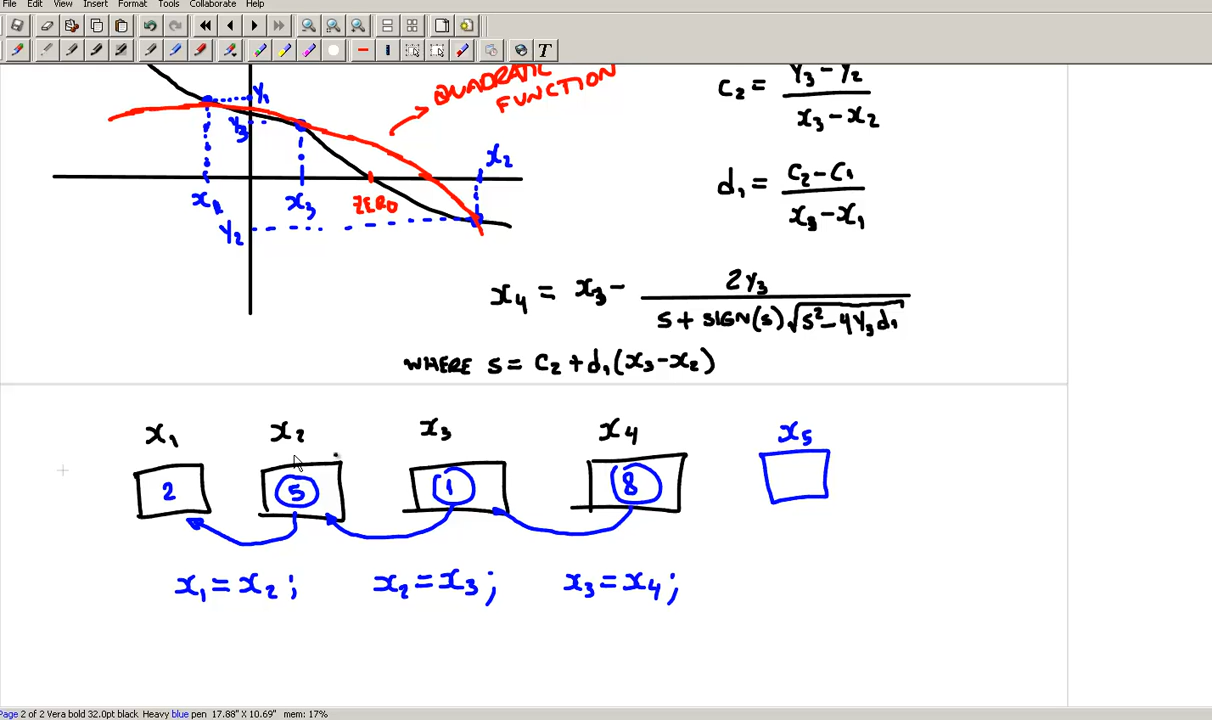 File Edit View Insert Format Tools Collaborate Help
QUADRATIC
FUNCTION
y₁
y₃
x₂
x₁
x₃
ZERO
y₂
c₂ = (y₃ − y₂) / (x₃ − x₂)
d₁ = (c₂ − c₁) / (x₃ − x₁)
x₄ = x₃ − 2y₃ / (s + SIGN(s) √(s² − 4y₃d₁))
WHERE s = c₂ + d₁(x₃ − x₂)
x₁ x₂ x₃ x₄ x₅
2 5 1 8
x₁ = x₂ ; x₂ = x₃ ; x₃ = x₄ ;
Page 2 of 2 Vera bold 32.0pt black Heavy blue pen 17.88" X 10.69" mem: 17%